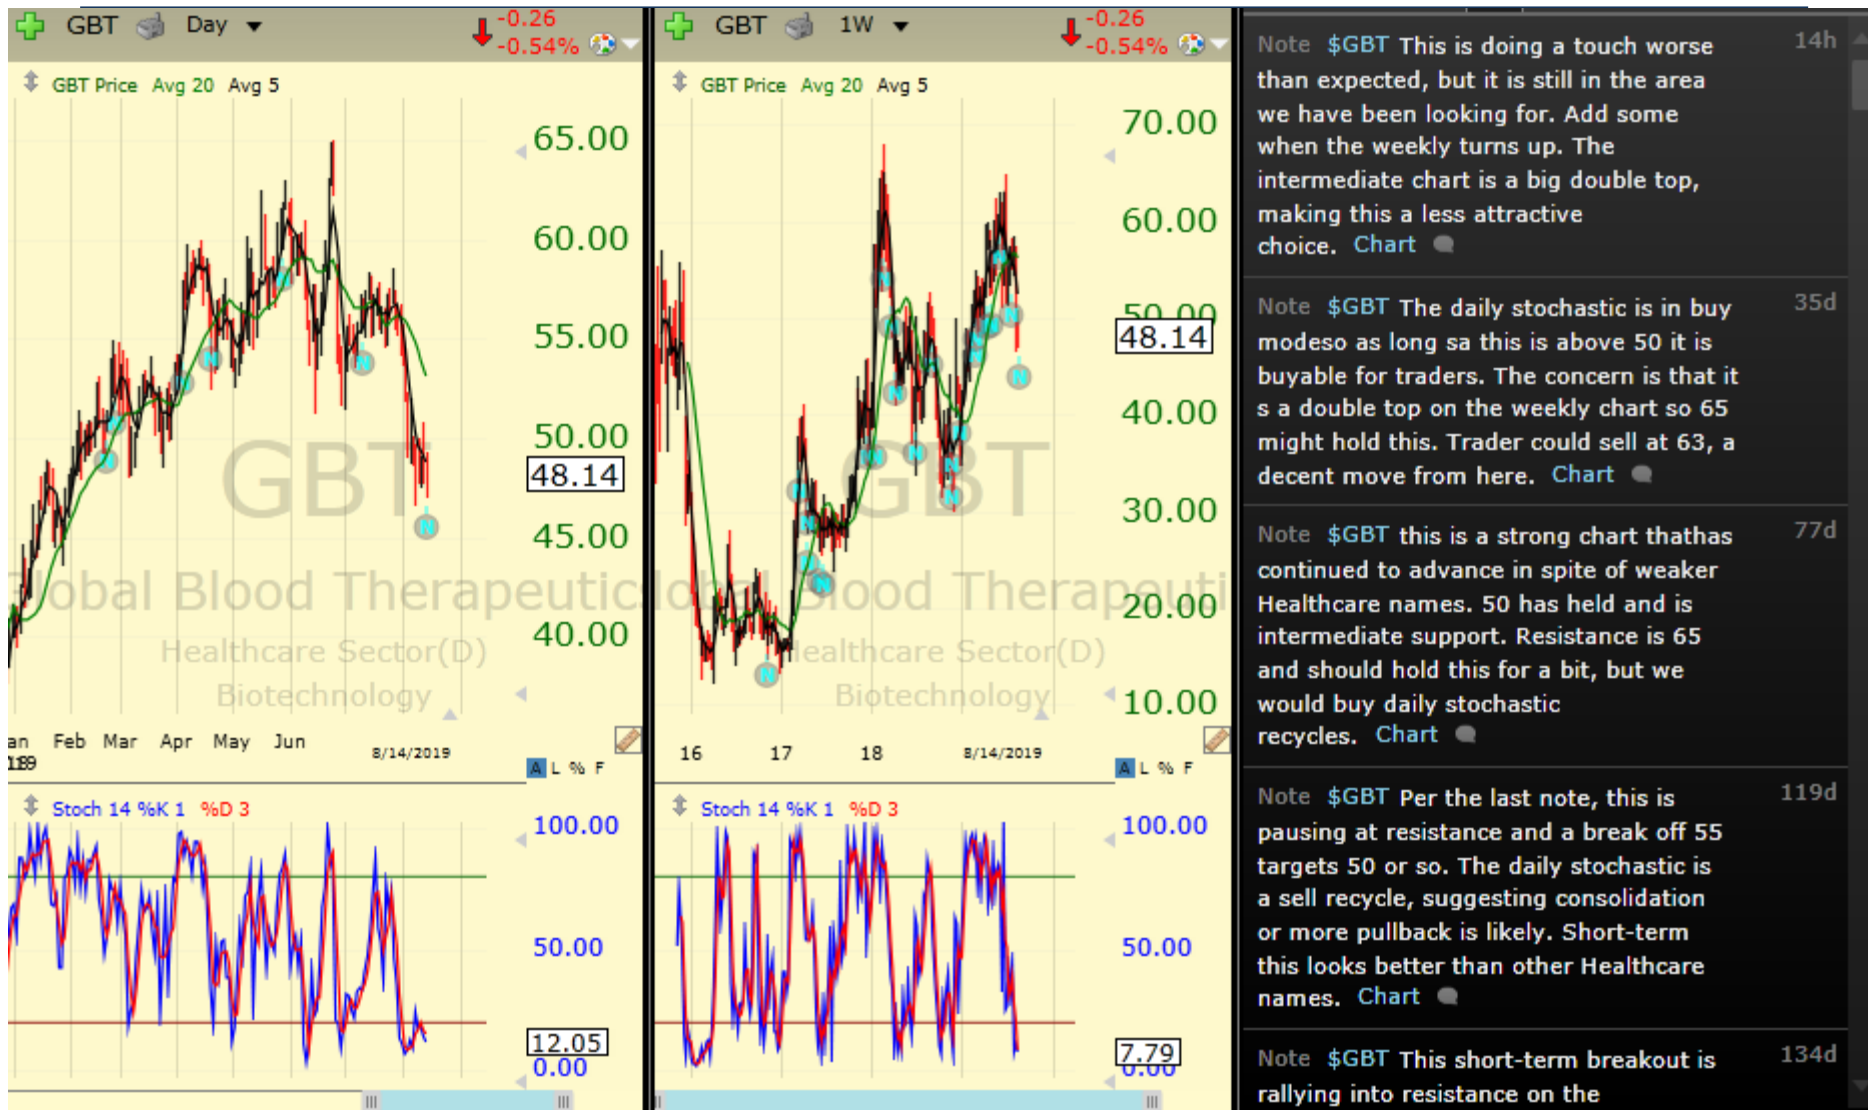 GBT Day
-0.26
-0.54%
GBT Price Avg 20 Avg 5
65.00
60.00
55.00
50.00
48.14
45.00
40.00
GBT
Global Blood Therapeutics
Healthcare Sector(D)
Biotechnology
Feb Mar Apr May Jun 8/14/2019
A L % F
Stoch 14 %K 1 %D 3
100.00
50.00
12.05
0.00
GBT 1W
-0.26
-0.54%
GBT Price Avg 20 Avg 5
70.00
60.00
50.00
48.14
40.00
30.00
20.00
10.00
GBT
Blood
Healthcare Sector(D)
Biotechnology
16 17 18 8/14/2019
A L % F
Stoch 14 %K 1 %D 3
100.00
50.00
7.79
0.00
Note $GBT This is doing a touch worse 14h
than expected, but it is still in the area
we have been looking for. Add some
when the weekly turns up. The
intermediate chart is a big double top,
making this a less attractive
choice. Chart
Note $GBT The daily stochastic is in buy 35d
modeso as long sa this is above 50 it is
buyable for traders. The concern is that it
s a double top on the weekly chart so 65
might hold this. Trader could sell at 63, a
decent move from here. Chart
Note $GBT this is a strong chart thathas 77d
continued to advance in spite of weaker
Healthcare names. 50 has held and is
intermediate support. Resistance is 65
and should hold this for a bit, but we
would buy daily stochastic
recycles. Chart
Note $GBT Per the last note, this is 119d
pausing at resistance and a break off 55
targets 50 or so. The daily stochastic is
a sell recycle, suggesting consolidation
or more pullback is likely. Short-term
this looks better than other Healthcare
names. Chart
Note $GBT This short-term breakout is 134d
rallying into resistance on the